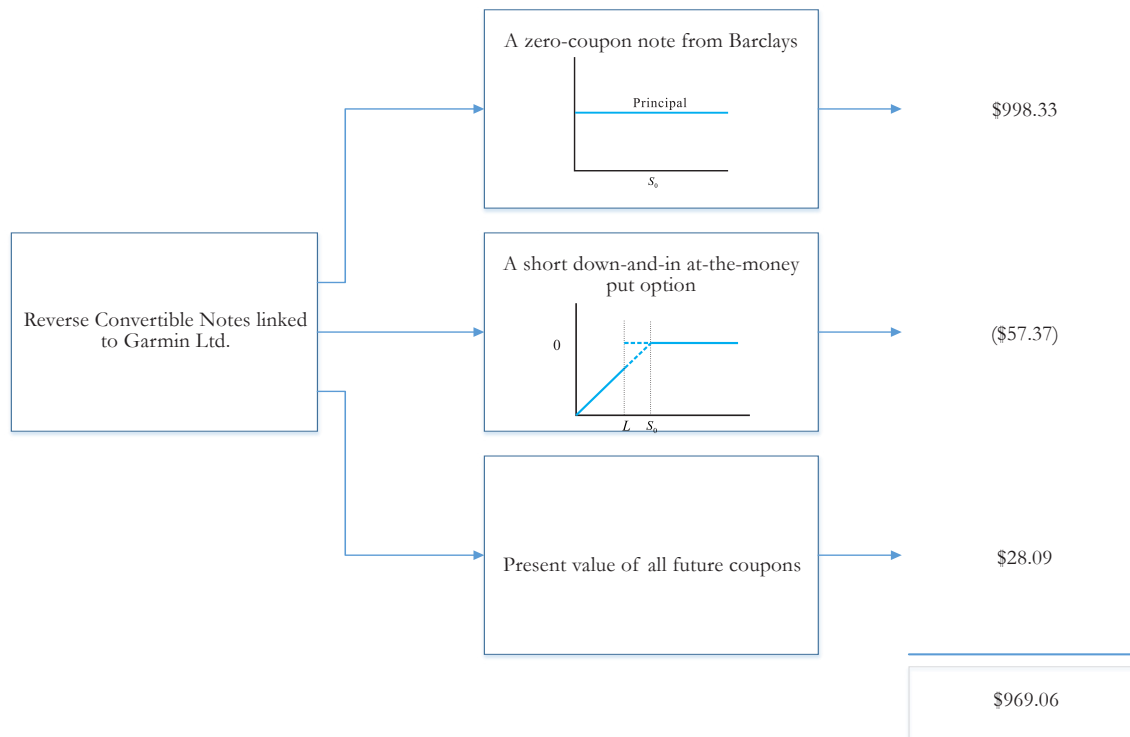 A zero-coupon note from Barclays
Principal
S₀
$998.33
Reverse Convertible Notes linked
to Garmin Ltd.
A short down-and-in at-the-money
put option
0
L S₀
($57.37)
Present value of all future coupons
$28.09
$969.06